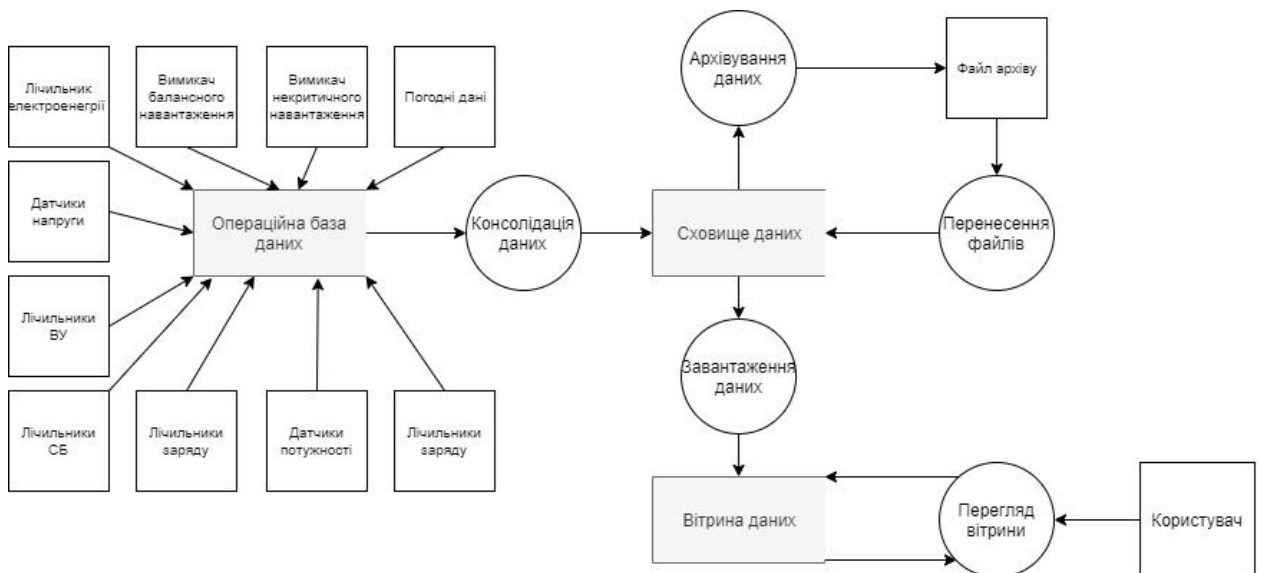 Лічильник
електроенегрії
Вимикач
балансного
навантаження
Вимикач
некритичного
навантаження
Погодні дані
Архівування
даних
Файл архіву
Датчики
напруги
Операційна база
даних
Консолідація
даних
Сховище даних
Перенесення
файлів
Лічильники
ВУ
Завантаження
даних
Лічильники
СБ
Лічильники
заряду
Датчики
потужності
Лічильники
заряду
Вітрина даних
Перегляд
вітрини
Користувач